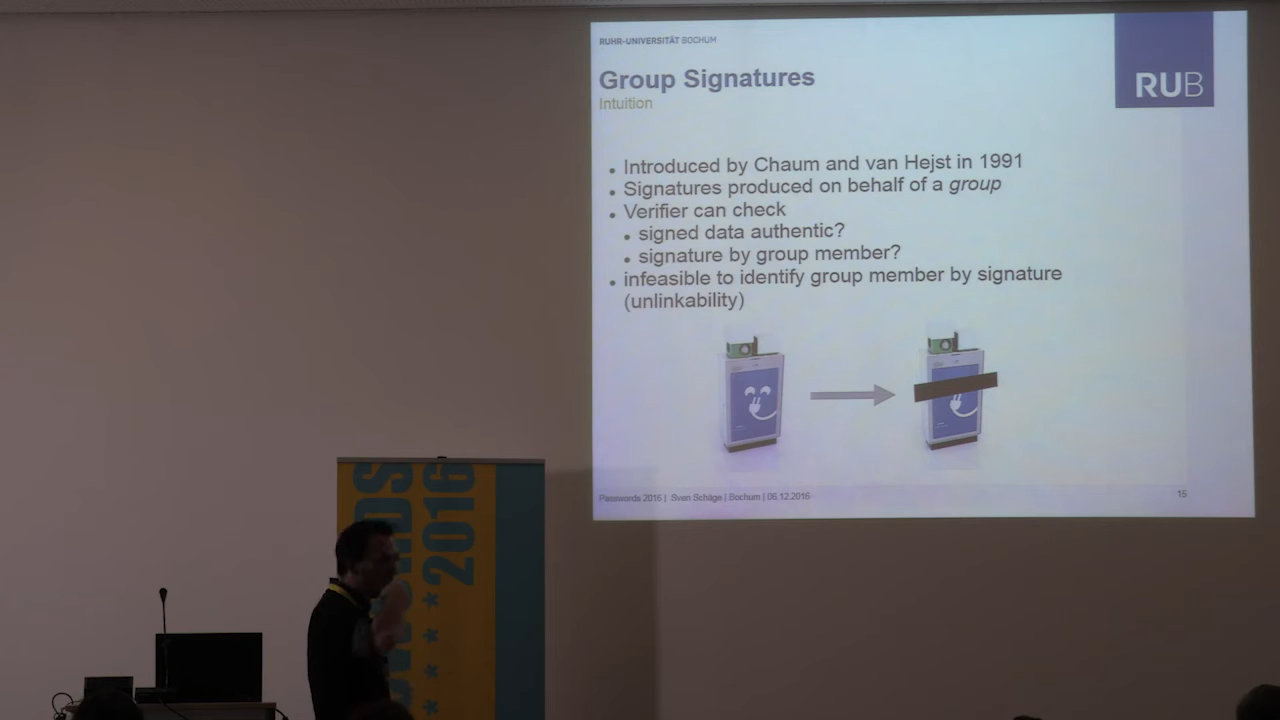 RUHR-UNIVERSITÄT BOCHUM
RUB
Group Signatures
Intuition
• Introduced by Chaum and van Hejst in 1991
• Signatures produced on behalf of a group
• Verifier can check
• signed data authentic?
• signature by group member?
• infeasible to identify group member by signature
(unlinkability)
Passwords 2016 | Sven Schäge | Bochum | 06.12.2016
15
2016